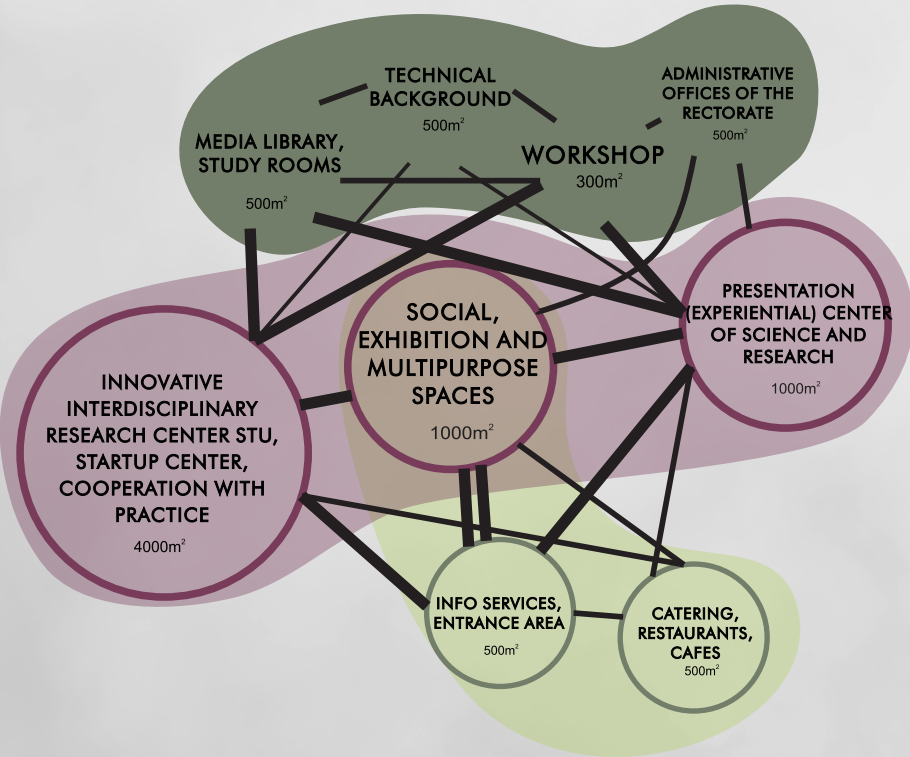 TECHNICAL
BACKGROUND
500m²
ADMINISTRATIVE
OFFICES OF THE
RECTORATE
500m²
MEDIA LIBRARY,
STUDY ROOMS
500m²
WORKSHOP
300m²
PRESENTATION
(EXPERIENTIAL) CENTER
OF SCIENCE AND
RESEARCH
1000m²
SOCIAL,
EXHIBITION AND
MULTIPURPOSE
SPACES
1000m²
INNOVATIVE
INTERDISCIPLINARY
RESEARCH CENTER STU,
STARTUP CENTER,
COOPERATION WITH
PRACTICE
4000m²
INFO SERVICES,
ENTRANCE AREA
500m²
CATERING,
RESTAURANTS,
CAFES
500m²